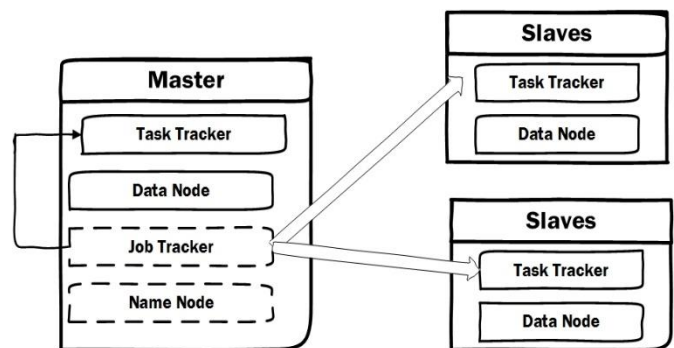 Master
Task Tracker
Data Node
Job Tracker
Name Node
Slaves
Task Tracker
Data Node
Slaves
Task Tracker
Data Node